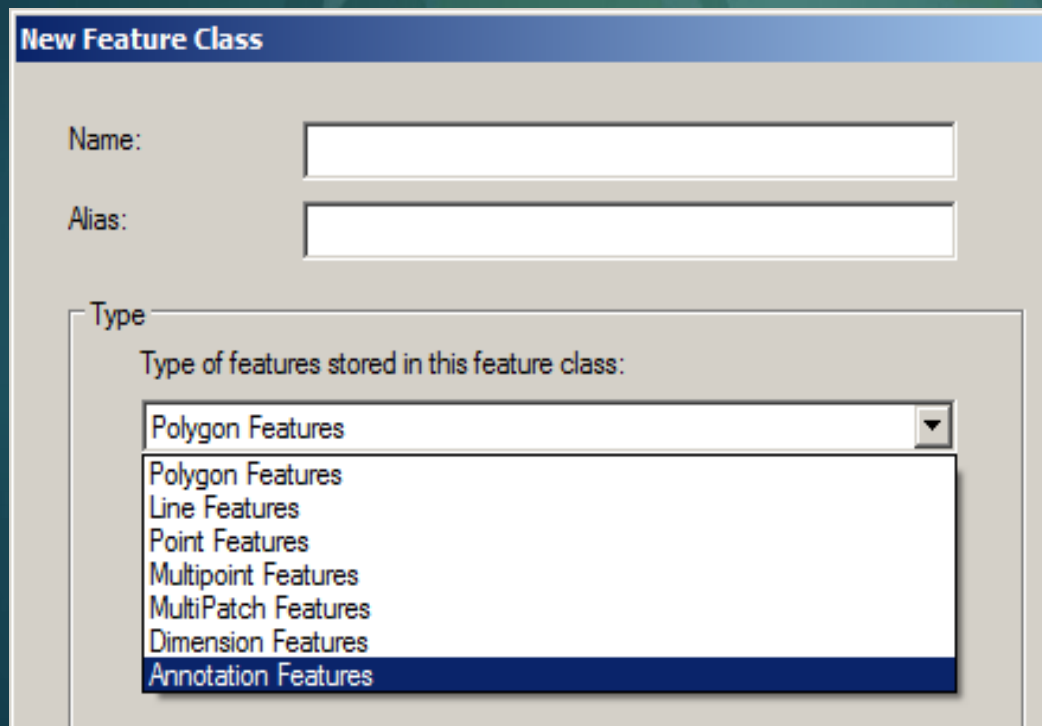 New Feature Class
Name:
Alias:
Type
Type of features stored in this feature class:
Polygon Features
Polygon Features
Line Features
Point Features
Multipoint Features
MultiPatch Features
Dimension Features
Annotation Features